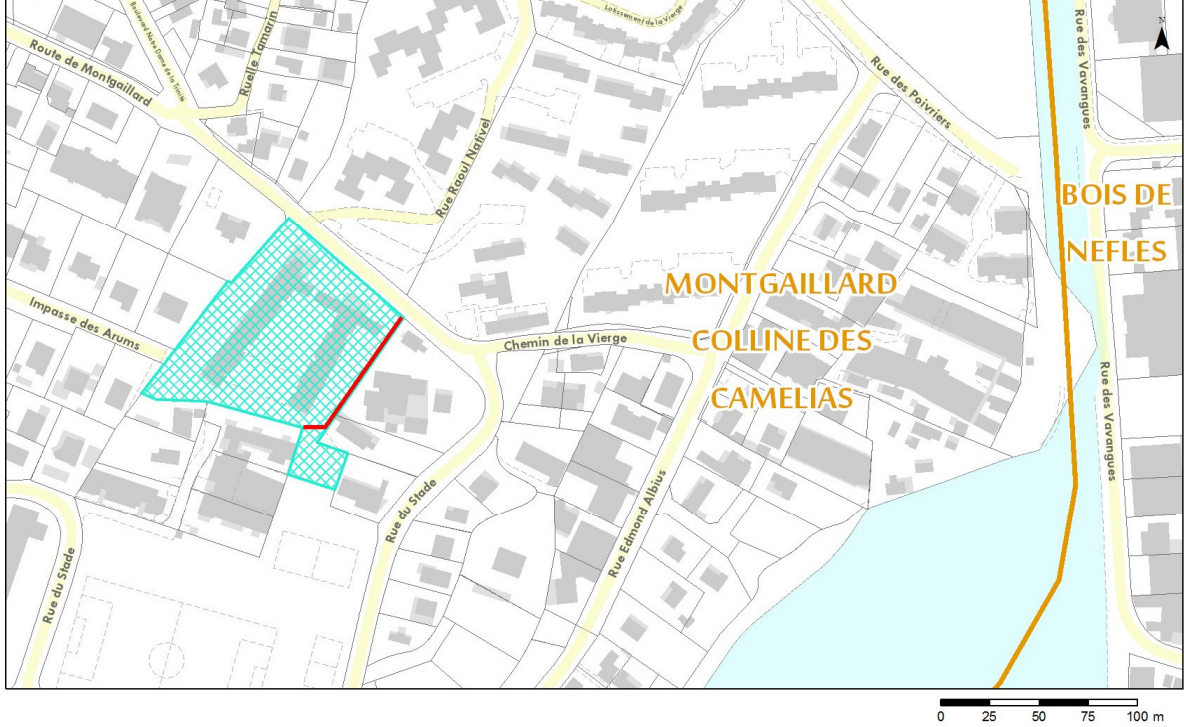 Lotissement de la Vierge
Boulevard Notre Dame de la Trinité
Ruelle Tamarin
Route de Montgaillard
Rue des Vavangues
N
Rue des Poivriers
Rue Raoul Nativel
BOIS DE
NEFLES
MONTGAILLARD
COLLINE DES
CAMELIAS
Impasse des Arums
Chemin de la Vierge
Rue des Vavangues
Rue du Stade
Rue Edmond Albius
Rue du Stade
0 25 50 75 100 m